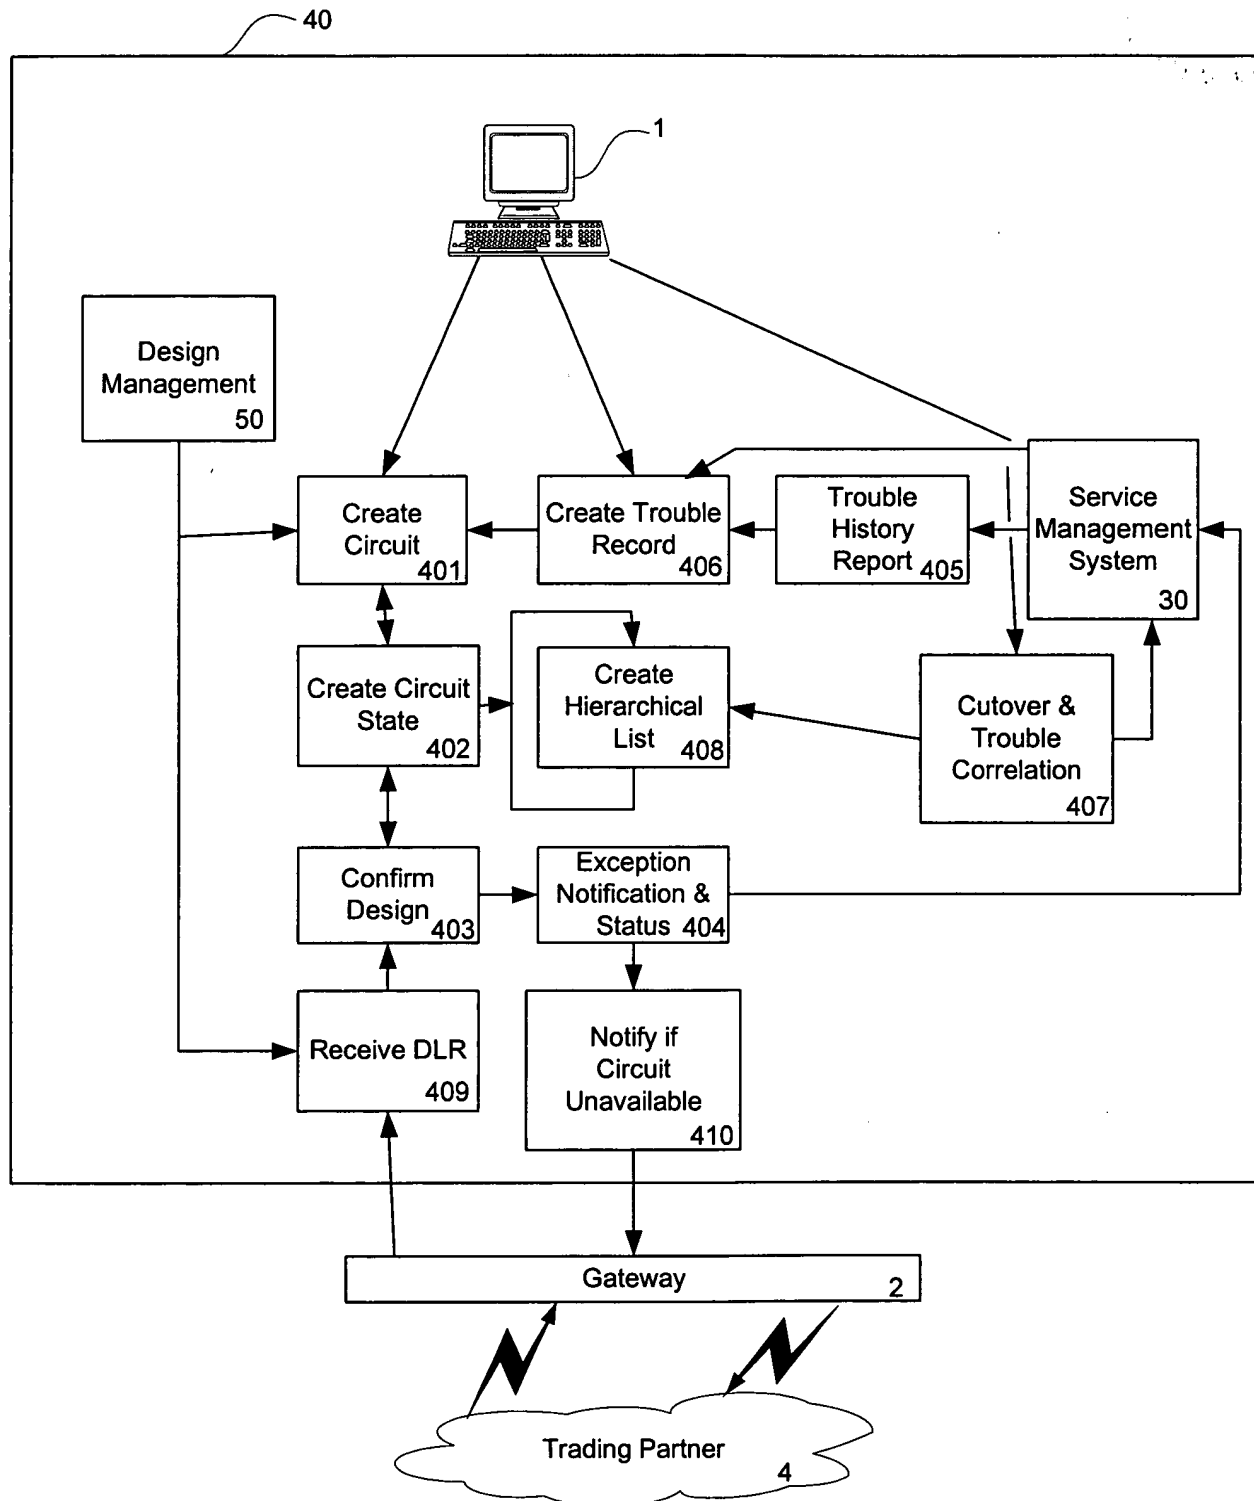 40
1
Design
Management
50
Create
Circuit
401
Create Trouble
Record
406
Trouble
History
Report
405
Service
Management
System
30
Create Circuit
State
402
Create
Hierarchical
List
408
Cutover &
Trouble
Correlation
407
Confirm
Design
403
Exception
Notification &
Status
404
Receive DLR
409
Notify if
Circuit
Unavailable
410
Gateway
2
Trading Partner
4